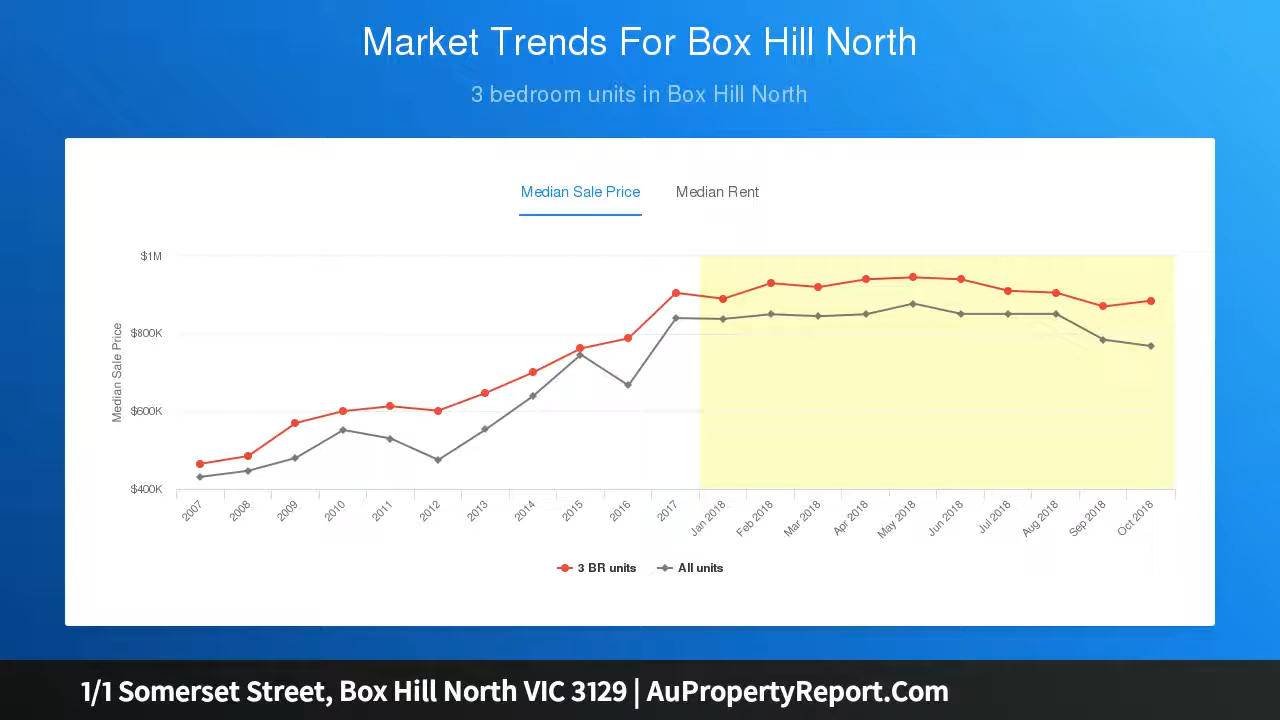 Market Trends For Box Hill North
3 bedroom units in Box Hill North
Median Sale Price Median Rent
$1M
$800K
$600K
$400K
Median Sale Price
2007 2008 2009 2010 2011 2012 2013 2014 2015 2016 2017 Jan 2018 Feb 2018 Mar 2018 Apr 2018 May 2018 Jun 2018 Jul 2018 Aug 2018 Sep 2018 Oct 2018
3 BR units All units
1/1 Somerset Street, Box Hill North VIC 3129 | AuPropertyReport.Com